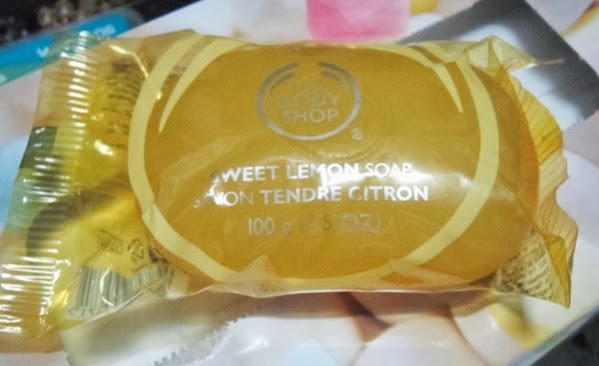 THE
BODY
SHOP
®
SWEET LEMON SOAP
SAVON TENDRE CITRON
100 g (3.5 OZ)